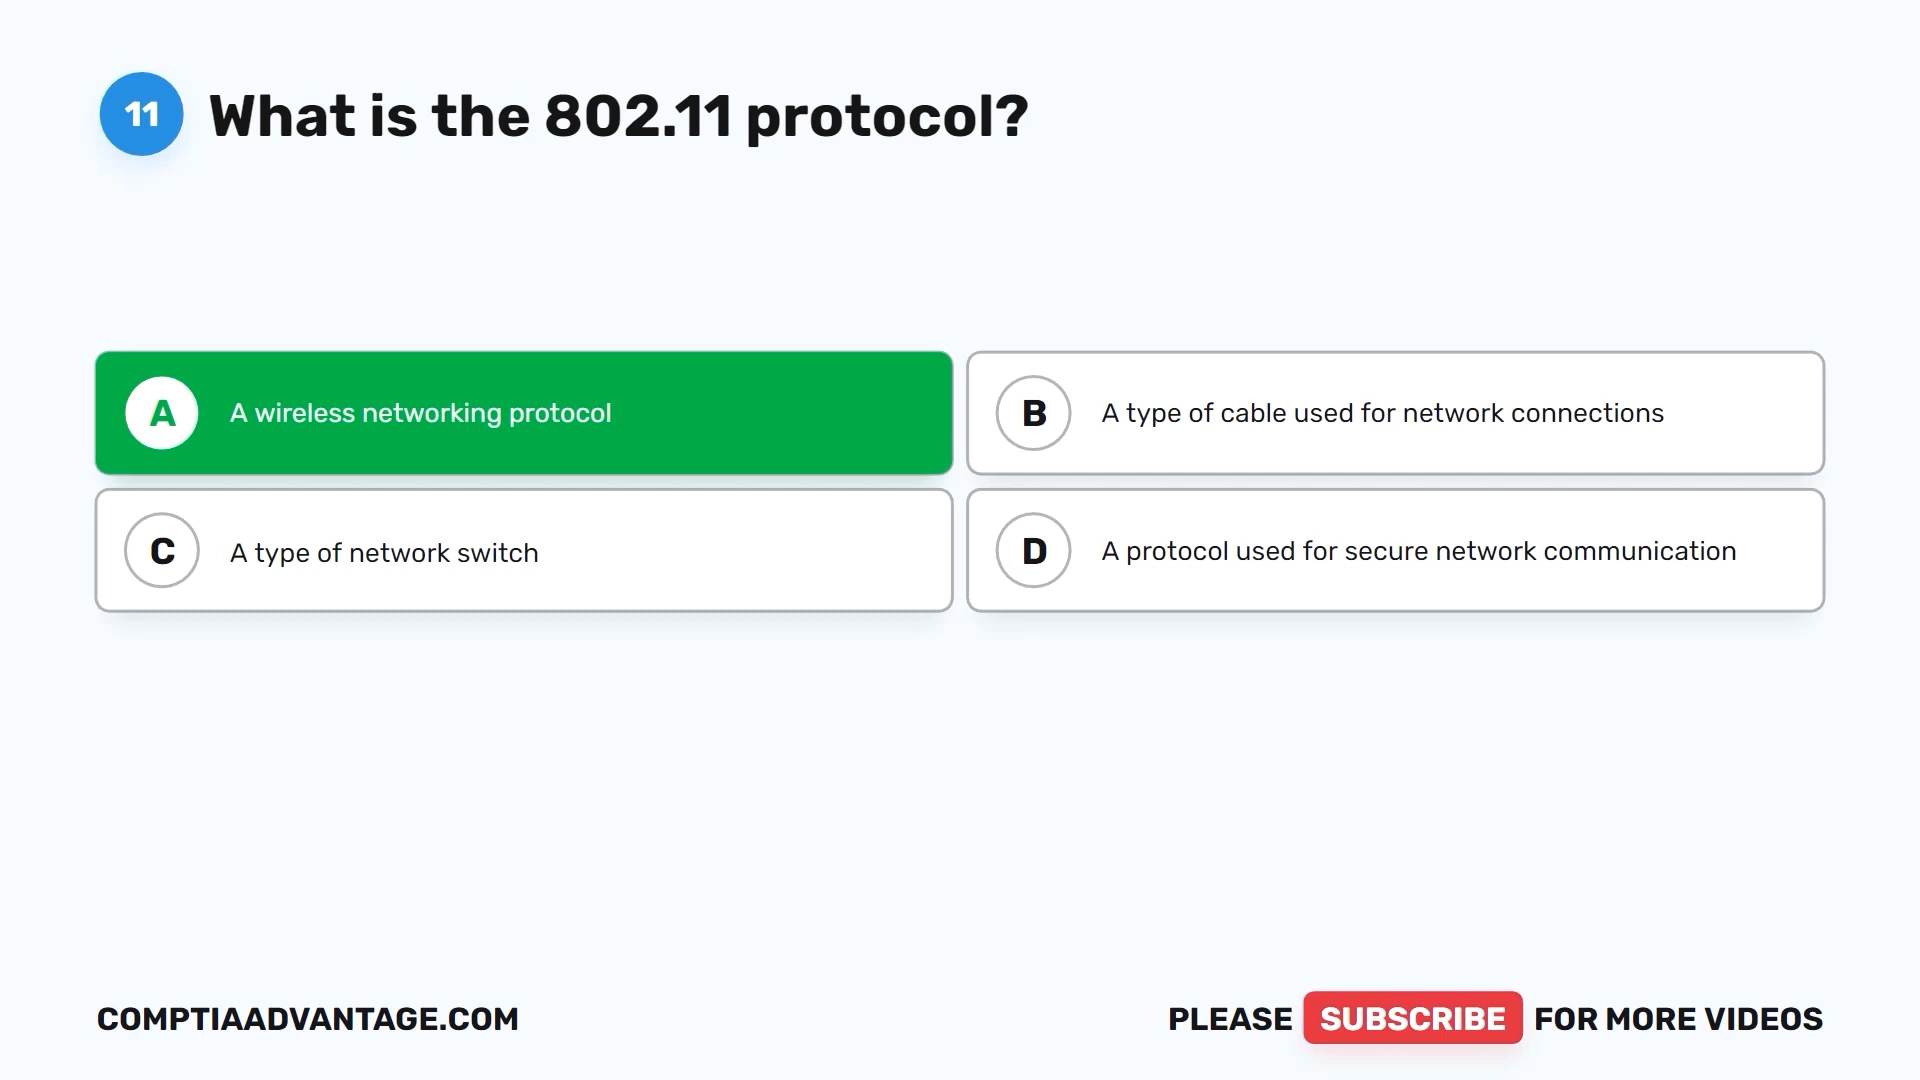 11 What is the 802.11 protocol?
A A wireless networking protocol
B A type of cable used for network connections
C A type of network switch
D A protocol used for secure network communication
COMPTIAADVANTAGE.COM
PLEASE SUBSCRIBE FOR MORE VIDEOS